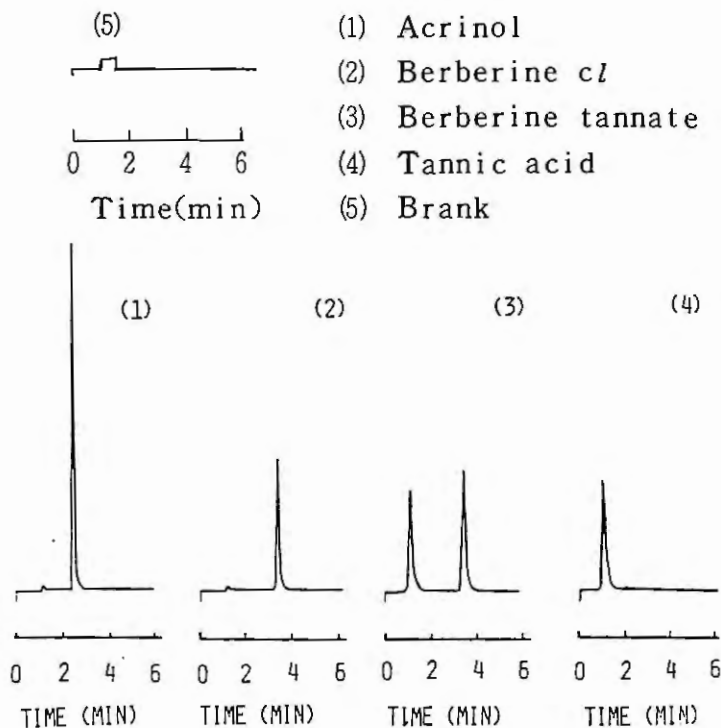 (5)
0 2 4 6
Time(min)
(1) Acrinol
(2) Berberine cl
(3) Berberine tannate
(4) Tannic acid
(5) Brank
(1) (2) (3) (4)
0 2 4 6 0 2 4 6 0 2 4 6 0 2 4 6
TIME (MIN) TIME (MIN) TIME (MIN) TIME (MIN)